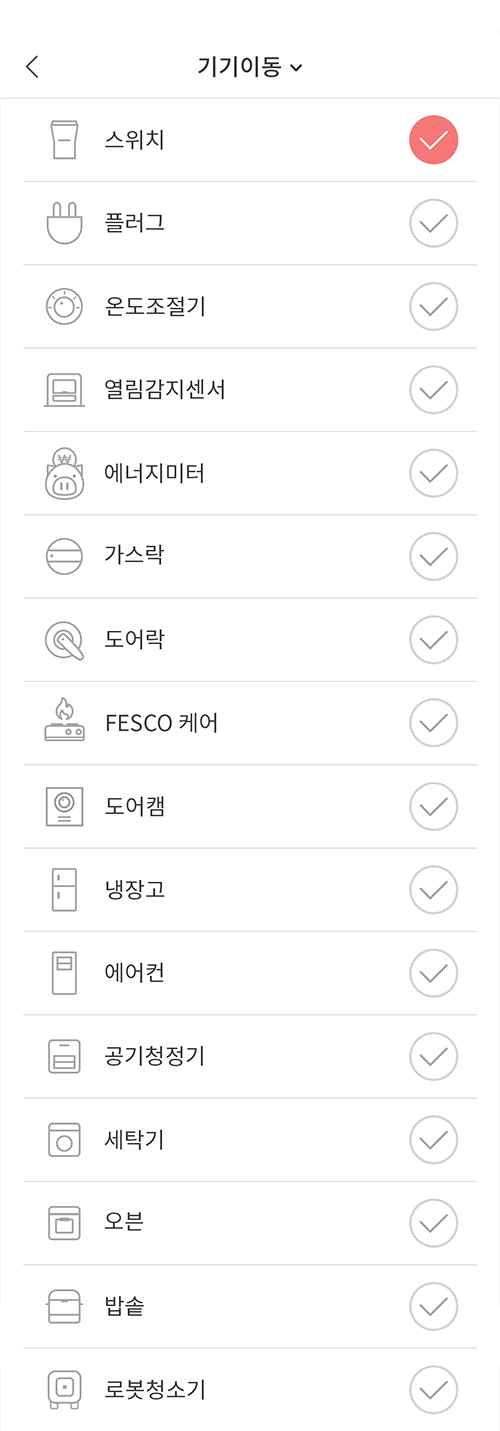 기기이동
스위치
플러그
온도조절기
열림감지센서
₩
에너지미터
가스락
도어락
FESCO 케어
도어캠
냉장고
에어컨
공기청정기
세탁기
오븐
밥솥
로봇청소기